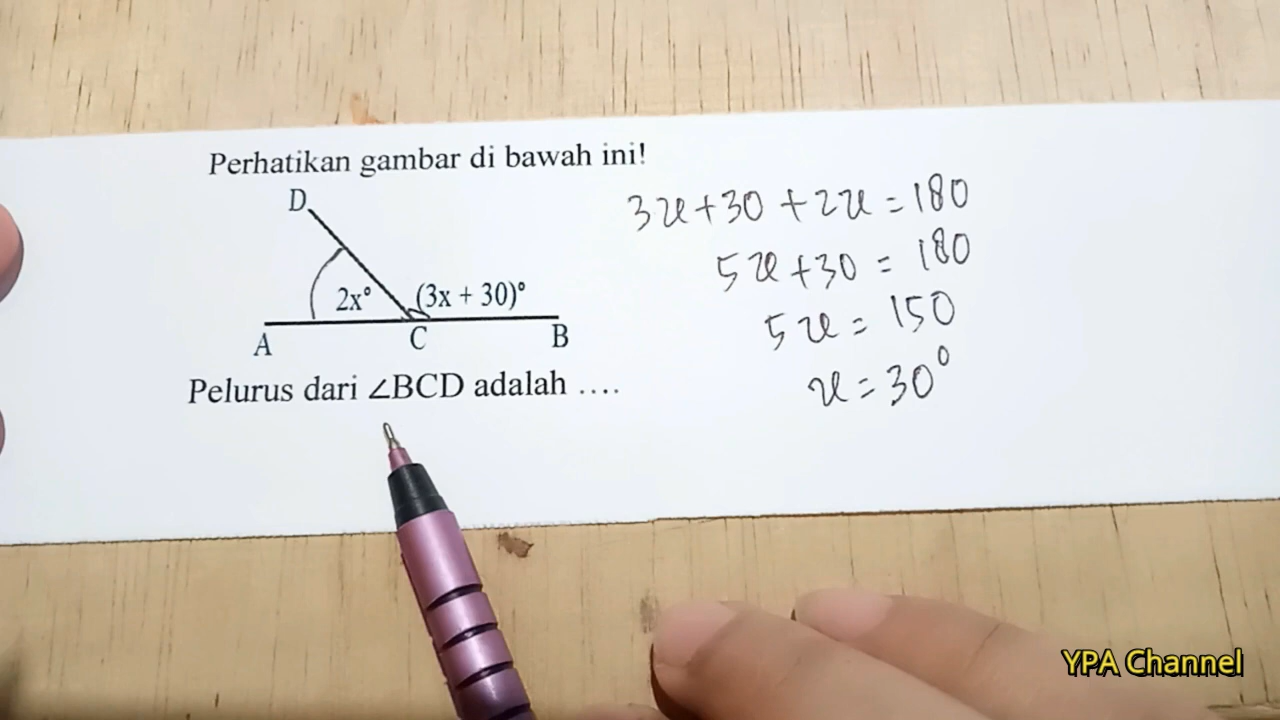 Perhatikan gambar di bawah ini!
D
2x°
(3x + 30)°
A
C
B
Pelurus dari ∠BCD adalah ....
3x+30 +2x = 180
5x+30 = 180
5x = 150
x = 30°
YPA Channel